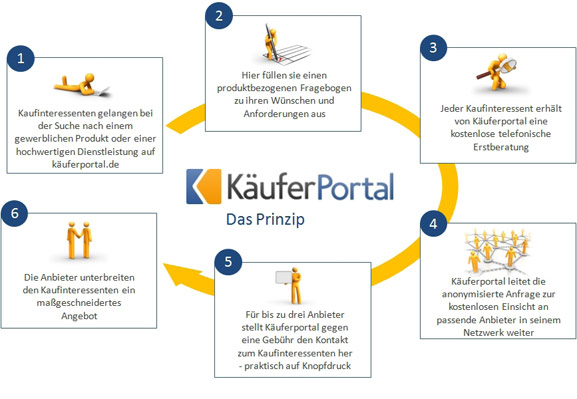 1
Kaufinteressenten gelangen bei
der Suche nach einem
gewerblichen Produkt oder einer
hochwertigen Dienstleistung auf
käuferportal.de
2
Hier füllen sie einen
produktbezogenen Fragebogen
zu ihren Wünschen und
Anforderungen aus
3
Jeder Kaufinteressent erhält
von Käuferportal eine
kostenlose telefonische
Erstberatung
KäuferPortal
Das Prinzip
4
Käuferportal leitet die
anonymisierte Anfrage zur
kostenlosen Einsicht an
passende Anbieter in seinem
Netzwerk weiter
5
Für bis zu drei Anbieter
stellt Käuferportal gegen
eine Gebühr den Kontakt
zum Kaufinteressenten her
- praktisch auf Knopfdruck
6
Die Anbieter unterbreiten
den Kaufinteressenten ein
maßgeschneidertes
Angebot